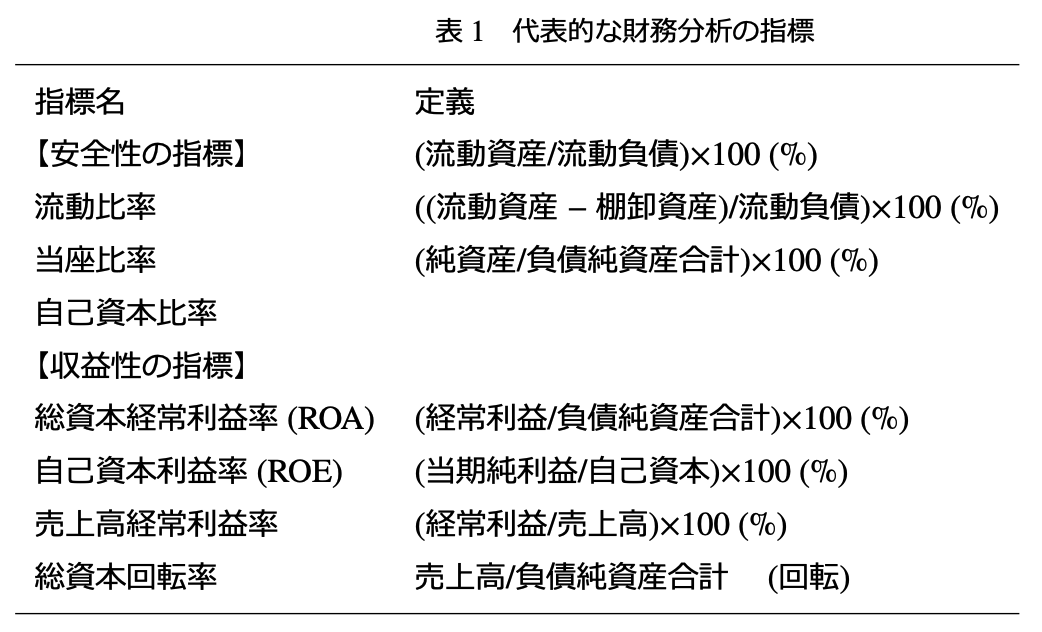 表 1　代表的な財務分析の指標
指標名　定義
【安全性の指標】　(流動資産/流動負債)×100 (%)
流動比率　((流動資産 – 棚卸資産)/流動負債)×100 (%)
当座比率　(純資産/負債純資産合計)×100 (%)
自己資本比率
【収益性の指標】
総資本経常利益率 (ROA)　(経常利益/負債純資産合計)×100 (%)
自己資本利益率 (ROE)　(当期純利益/自己資本)×100 (%)
売上高経常利益率　(経常利益/売上高)×100 (%)
総資本回転率　売上高/負債純資産合計　(回転)